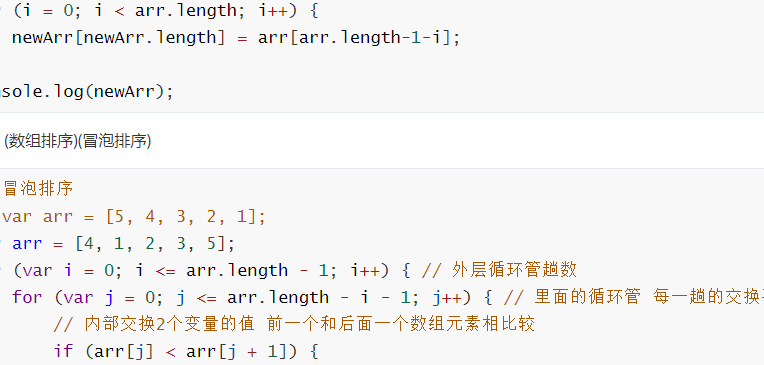 (i = 0; i < arr.length; i++) {
newArr[newArr.length] = arr[arr.length-1-i];
nsole.log(newArr);
(数组排序)(冒泡排序)
冒泡排序
var arr = [5, 4, 3, 2, 1];
arr = [4, 1, 2, 3, 5];
(var i = 0; i <= arr.length - 1; i++) { // 外层循环管趟数
for (var j = 0; j <= arr.length - i - 1; j++) { // 里面的循环管 每一趟的交换
// 内部交换2个变量的值 前一个和后面一个数组元素相比较
if (arr[j] < arr[j + 1]) {